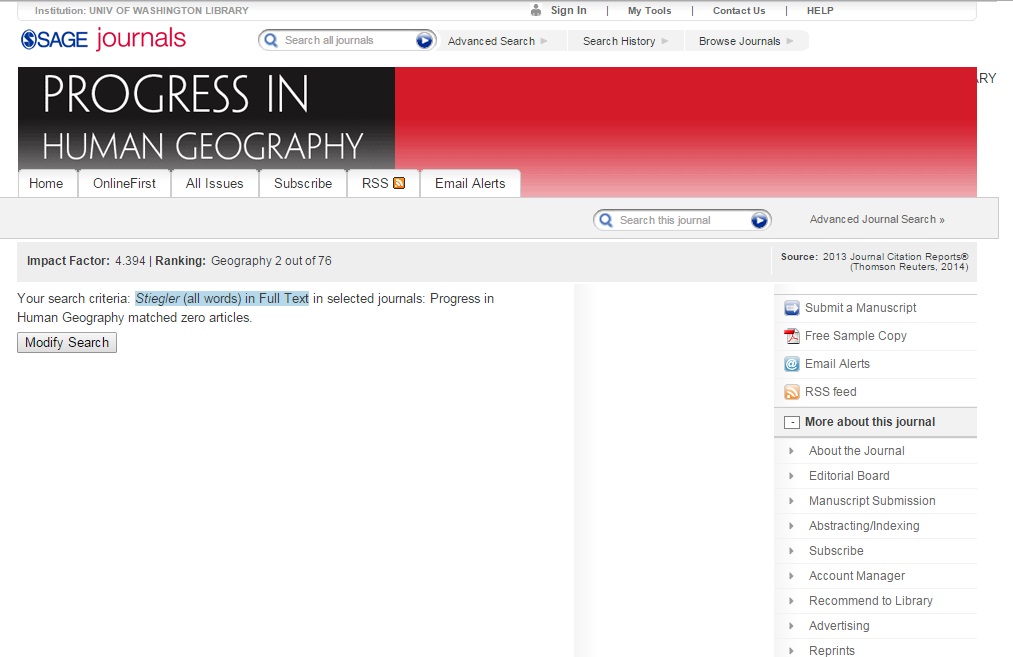 Institution: UNIV OF WASHINGTON LIBRARY
Sign In | My Tools | Contact Us | HELP
SSAGE journals
Search all journals
Advanced Search
Search History
Browse Journals
RY
PROGRESS IN
HUMAN GEOGRAPHY
Home
OnlineFirst
All Issues
Subscribe
RSS
Email Alerts
Search this journal
Advanced Journal Search »
Impact Factor: 4.394 | Ranking: Geography 2 out of 76
Source: 2013 Journal Citation Reports®
(Thomson Reuters, 2014)
Your search criteria: Stiegler (all words) in Full Text in selected journals: Progress in
Human Geography matched zero articles.
Modify Search
Submit a Manuscript
Free Sample Copy
Email Alerts
RSS feed
More about this journal
About the Journal
Editorial Board
Manuscript Submission
Abstracting/Indexing
Subscribe
Account Manager
Recommend to Library
Advertising
Reprints